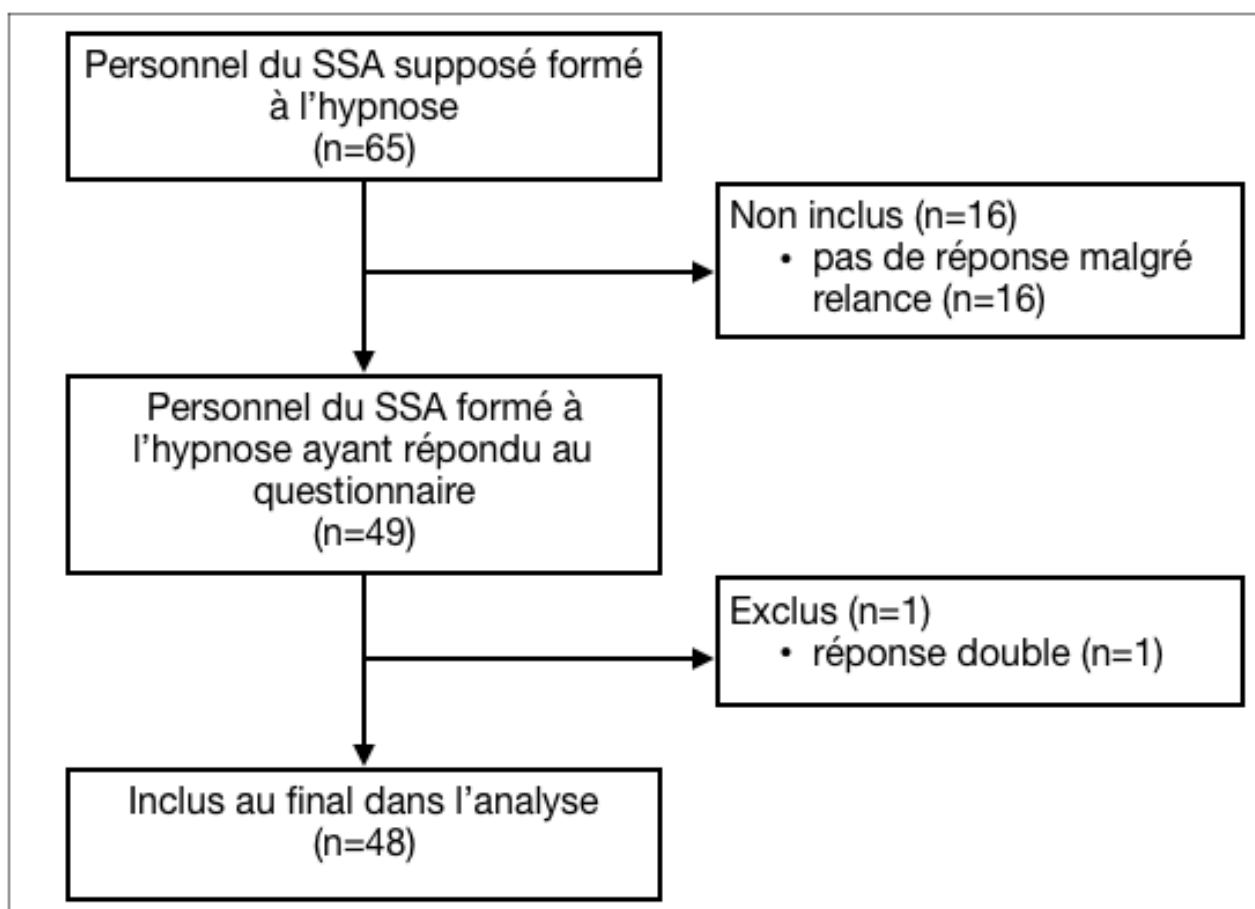 Personnel du SSA supposé formé
à l'hypnose
(n=65)
Non inclus (n=16)
• pas de réponse malgré
relance (n=16)
Personnel du SSA formé à
l'hypnose ayant répondu au
questionnaire
(n=49)
Exclus (n=1)
• réponse double (n=1)
Inclus au final dans l'analyse
(n=48)